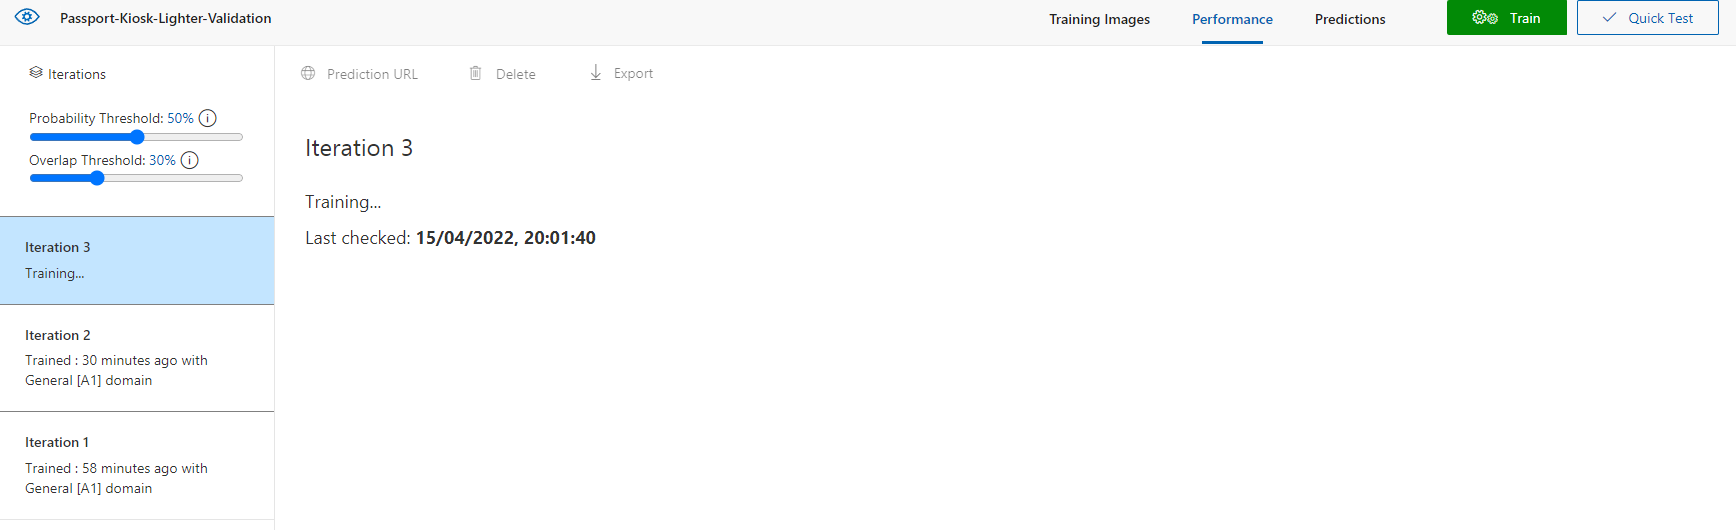 Passport-Kiosk-Lighter-Validation
Training Images
Performance
Predictions
Train
Quick Test
Iterations
Probability Threshold: 50%
Overlap Threshold: 30%
Iteration 3
Training...
Iteration 2
Trained : 30 minutes ago with
General [A1] domain
Iteration 1
Trained : 58 minutes ago with
General [A1] domain
Prediction URL
Delete
Export
Iteration 3
Training...
Last checked: 15/04/2022, 20:01:40